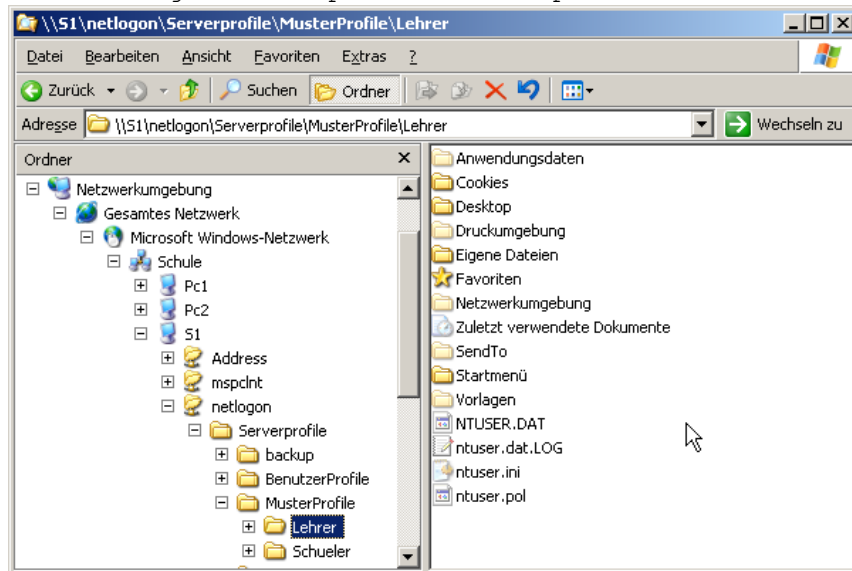 \\S1\netlogon\Serverprofile\MusterProfile\Lehrer
Datei Bearbeiten Ansicht Favoriten Extras ?
Zurück Suchen Ordner
Adresse \\S1\netlogon\Serverprofile\MusterProfile\Lehrer Wechseln zu
Ordner
Netzwerkumgebung
Gesamtes Netzwerk
Microsoft Windows-Netzwerk
Schule
Pc1
Pc2
S1
Address
mspclnt
netlogon
Serverprofile
backup
BenutzerProfile
MusterProfile
Lehrer
Schueler
Anwendungsdaten
Cookies
Desktop
Druckumgebung
Eigene Dateien
Favoriten
Netzwerkumgebung
Zuletzt verwendete Dokumente
SendTo
Startmenü
Vorlagen
NTUSER.DAT
ntuser.dat.LOG
ntuser.ini
ntuser.pol